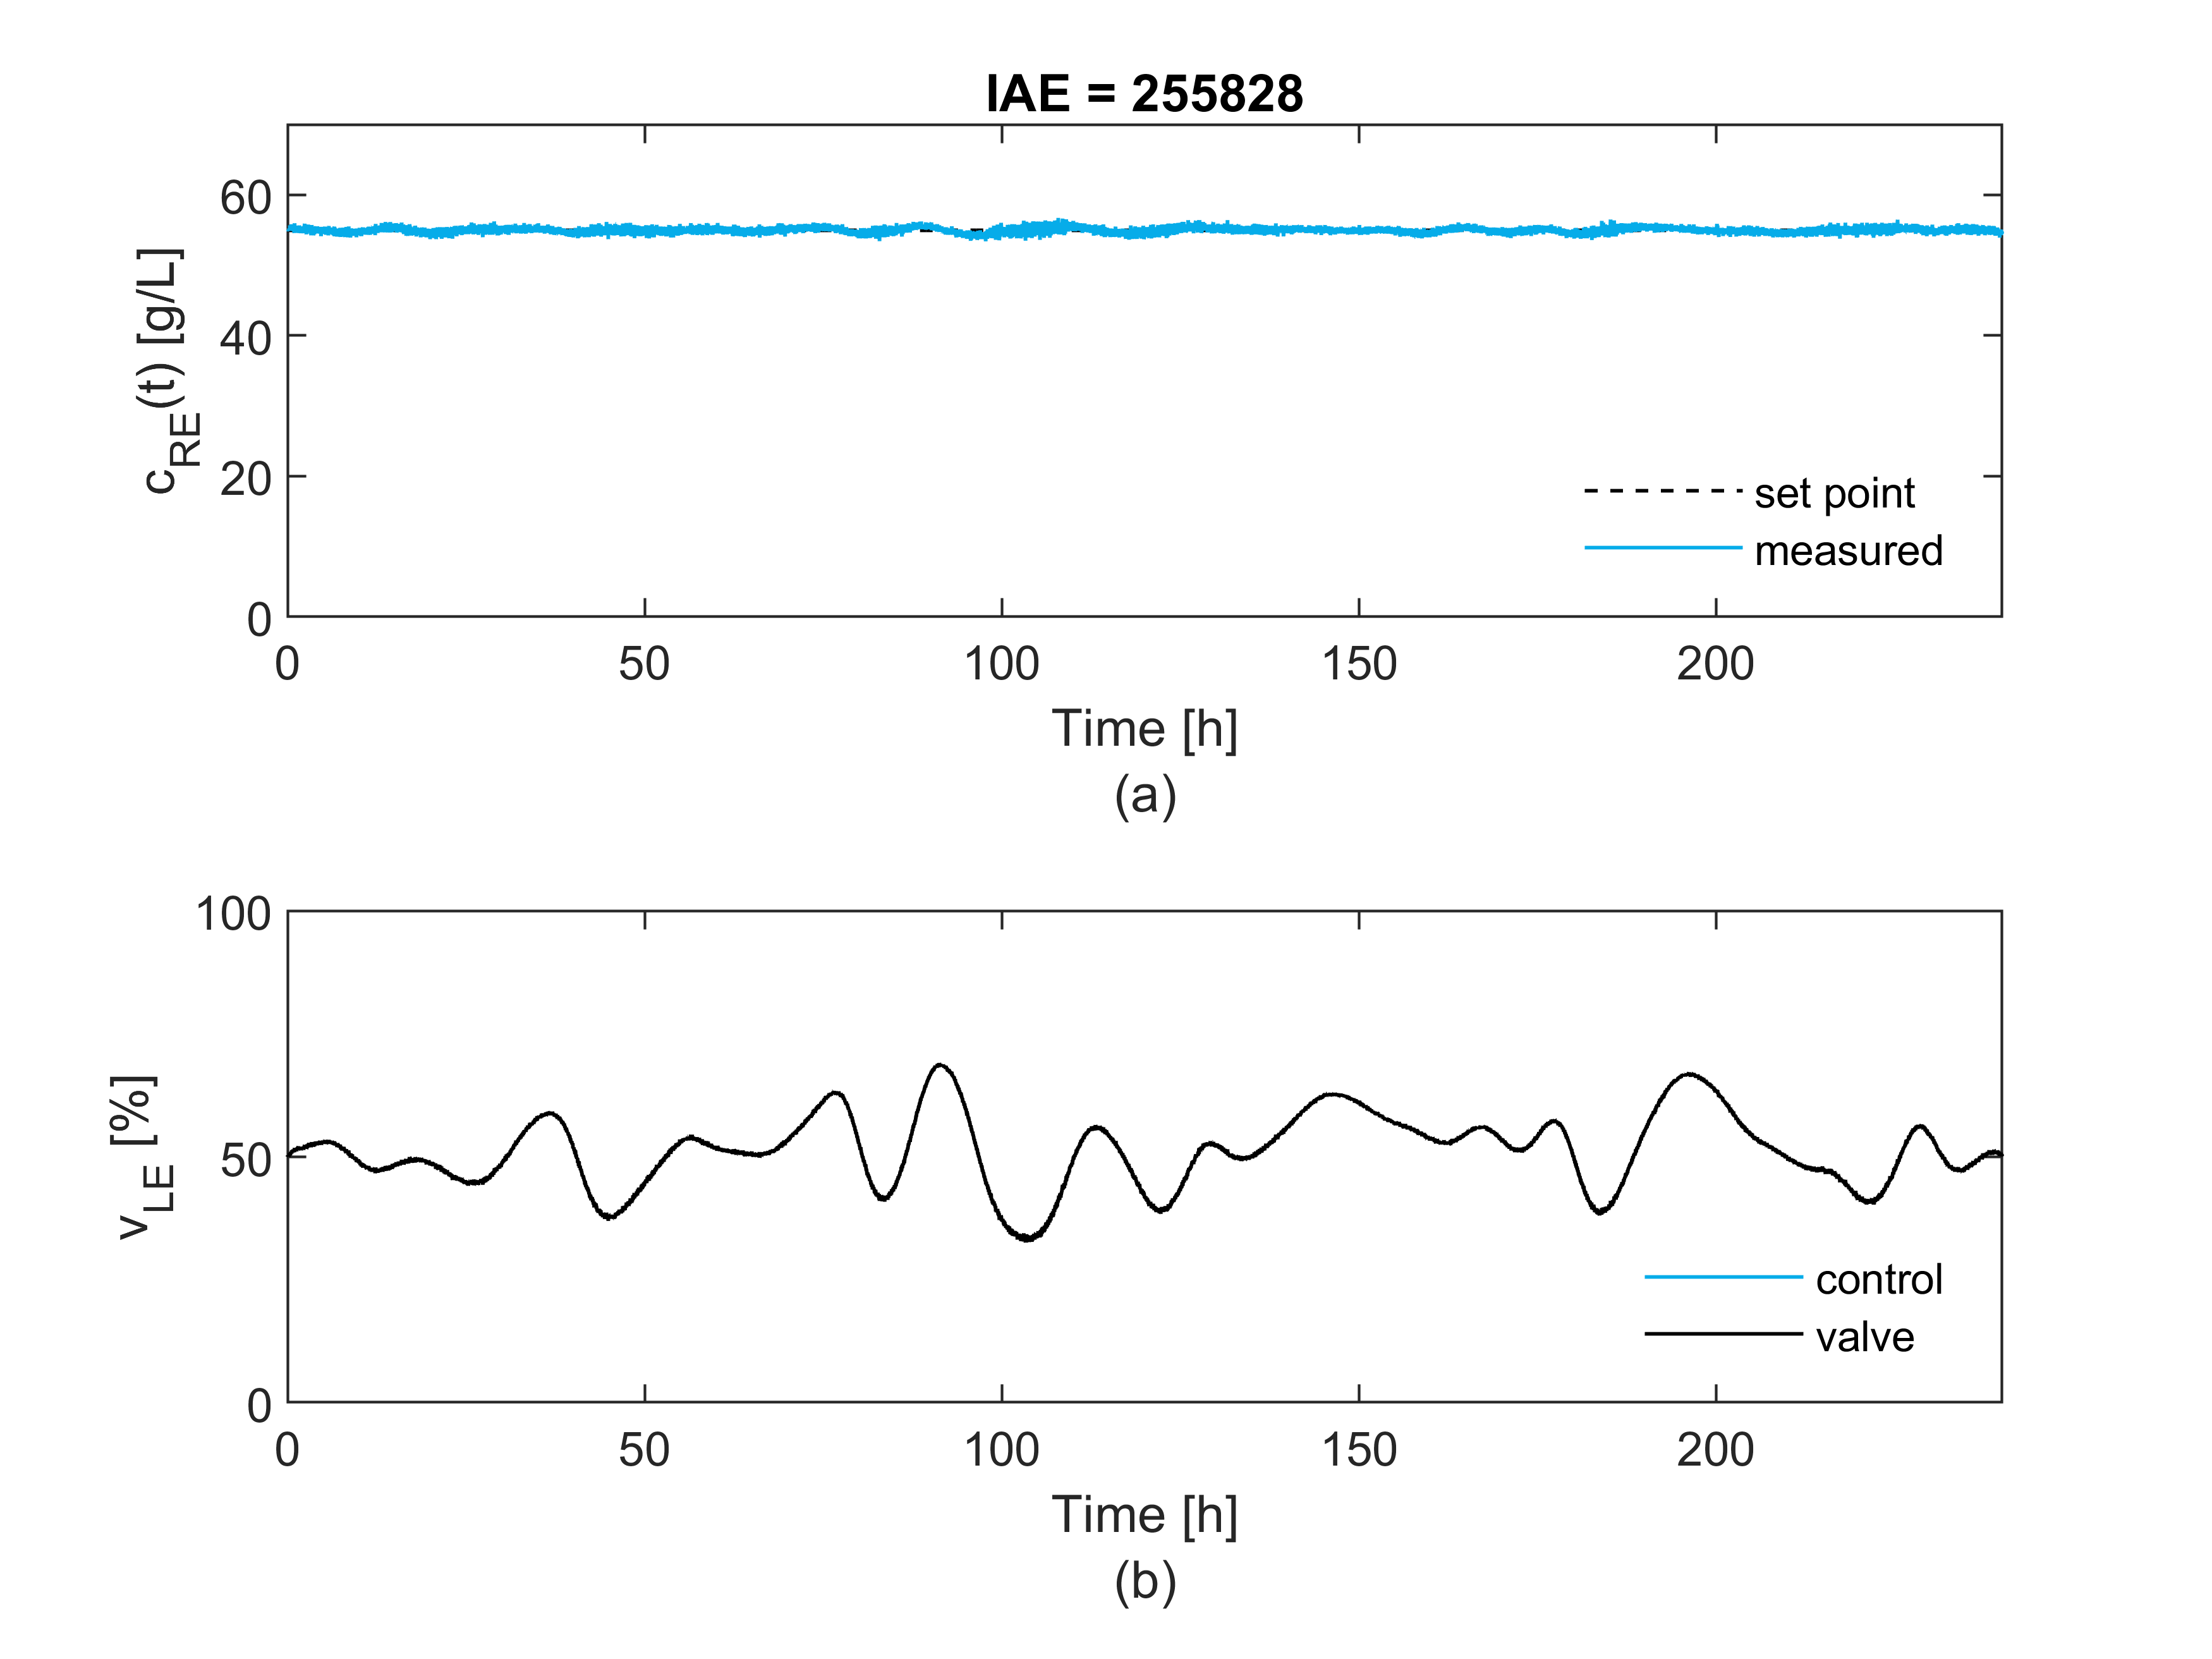 IAE = 255828
60
40
20
0
c_RE(t) [g/L]
set point
measured
0 50 100 150 200
Time [h]
(a)
100
50
0
v_LE [%]
control
valve
0 50 100 150 200
Time [h]
(b)